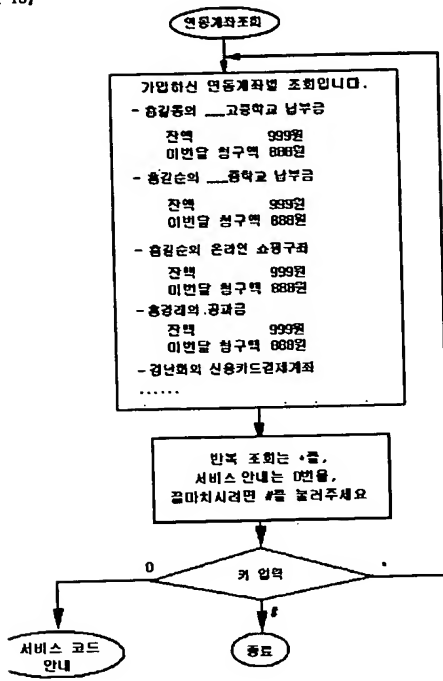 연동계좌조회
가입하신 연동계좌별 조회입니다.
- 홍길동의 ___고중학교 납부금
잔액 999원
이번달 청구액 888원
- 홍길순의 ___중학교 납부금
잔액 999원
이번달 청구액 888원
- 홍길순의 온라인 쇼핑구좌
잔액 999원
이번달 청구액 888원
- 홍경래의 공과금
잔액 999원
이번달 청구액 888원
- 경난희의 신용카드결제계좌
......
반복 조회는 *를,
서비스 안내는 0번을,
끝마치시려면 #를 눌러주세요
0 키 입력 *
#
서비스 코드
안내
종료